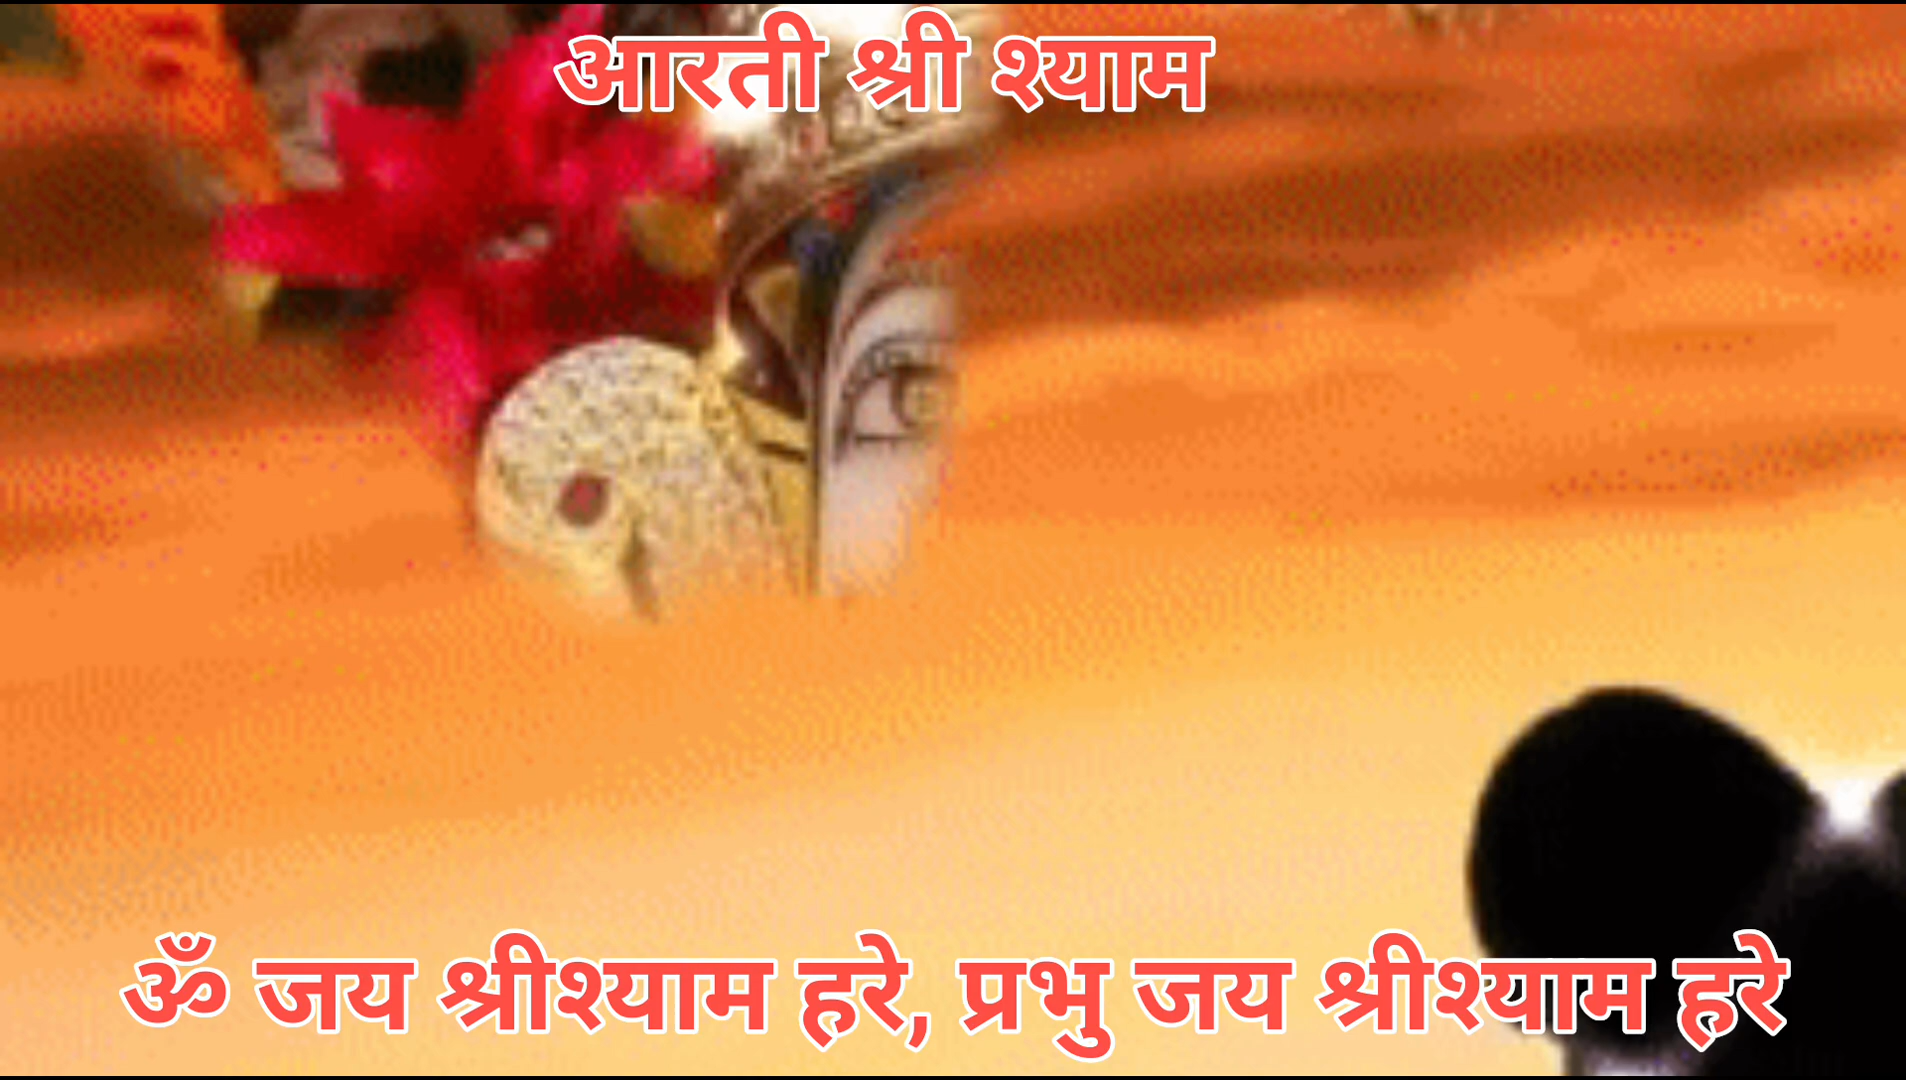 आरती श्री श्याम
ॐ जय श्रीश्याम हरे, प्रभु जय श्रीश्याम हरे